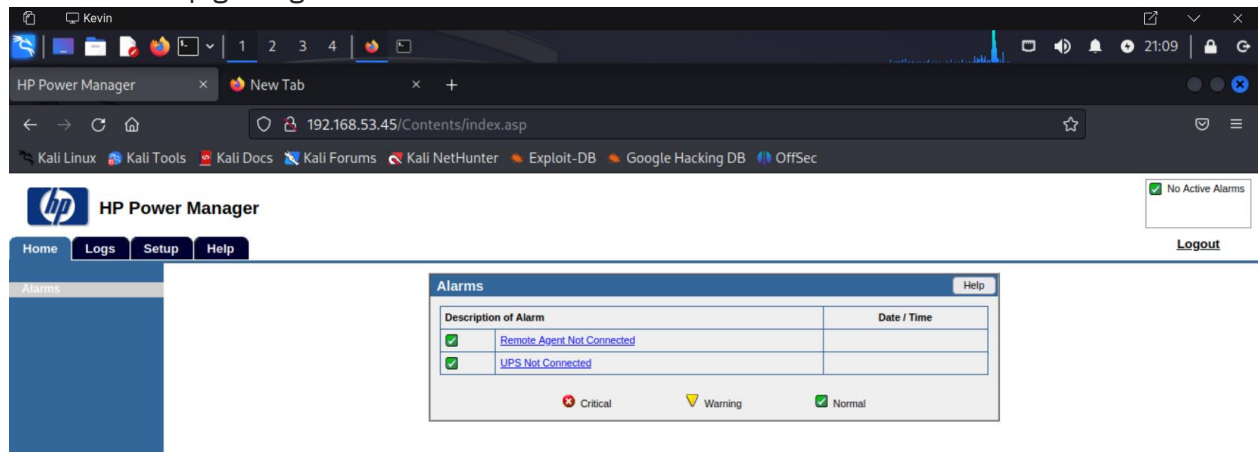 Kevin
1 2 3 4
21:09
HP Power Manager
New Tab
192.168.53.45/Contents/index.asp
Kali Linux Kali Tools Kali Docs Kali Forums Kali NetHunter Exploit-DB Google Hacking DB OffSec
hp HP Power Manager
No Active Alarms
Home Logs Setup Help
Logout
Alarms
Alarms Help
Description of Alarm Date / Time
Remote Agent Not Connected
UPS Not Connected
Critical Warning Normal